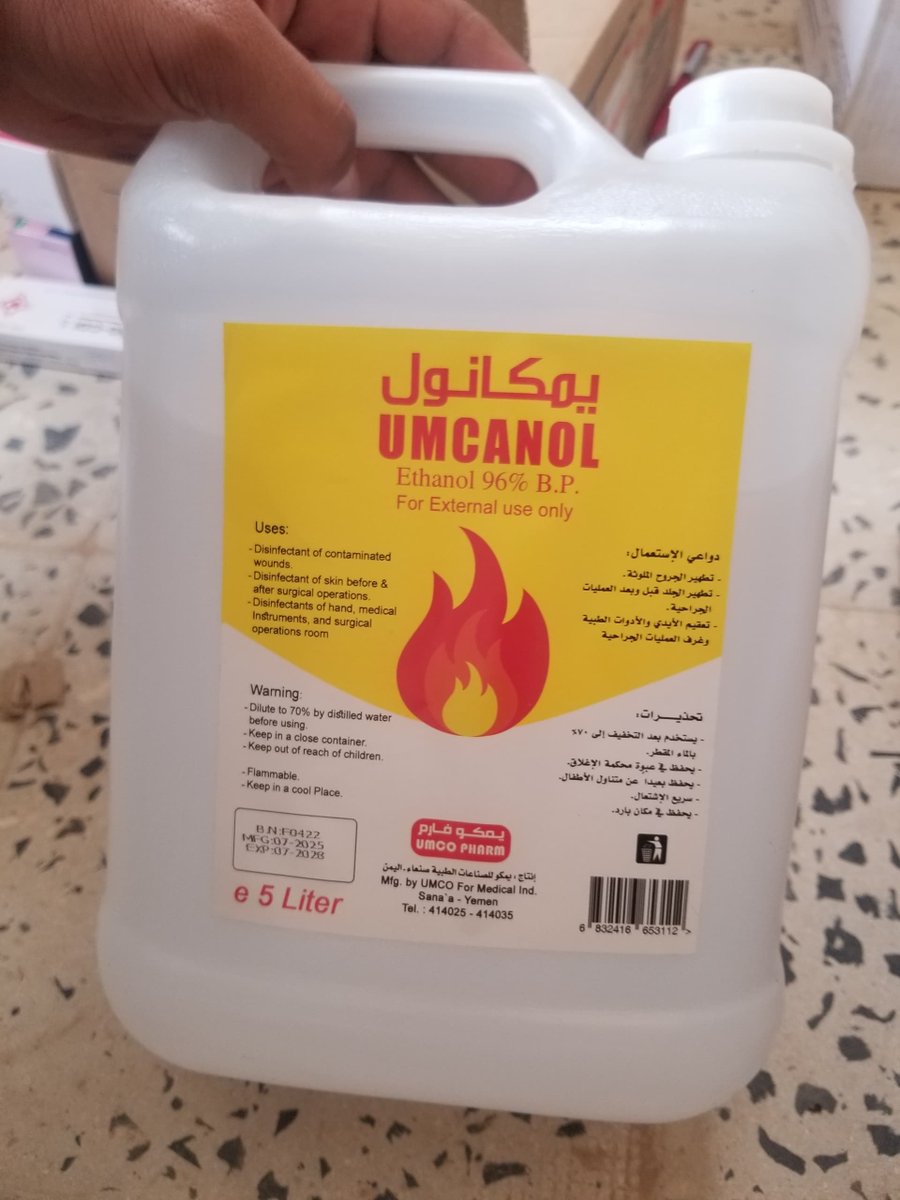 يمكانول
UMCANOL
Ethanol 96% B.P.
For External use only
Uses:
- Disinfectant of contaminated
wounds.
- Disinfectant of skin before &
after surgical operations.
- Disinfectants of hand, medical
Instruments, and surgical
operations room
دواعي الإستعمال:
- تطهير الجروح الملوثة.
- تطهير الجلد قبل وبعد العمليات
الجراحية.
- تعقيم الأيدي والأدوات الطبية
وغرف العمليات الجراحية
Warning:
- Dilute to 70% by distilled water
before using.
- Keep in a close container.
- Keep out of reach of children.
- Flammable.
- Keep in a cool Place.
تحذيـــرات:
- يستخدم بعد التخفيف إلى ٧٠٪
بالماء المقطر.
- يحفظ في عبوة محكمة الإغلاق.
- يحفظ بعيدا عن متناول الأطفال.
- سريع الإشتعال.
- يحفظ في مكان بارد.
B.N:F0422
MFG:07-2025
EXP:07-2028
e 5 Liter
يمكو فارم
UMCO PHARM
إنتاج : يمكو للصناعات الطبية صنعاء - اليمن
Mfg. by UMCO For Medical Ind.
Sana`a - Yemen
Tel. : 414025 - 414035
6 832416 653112 >